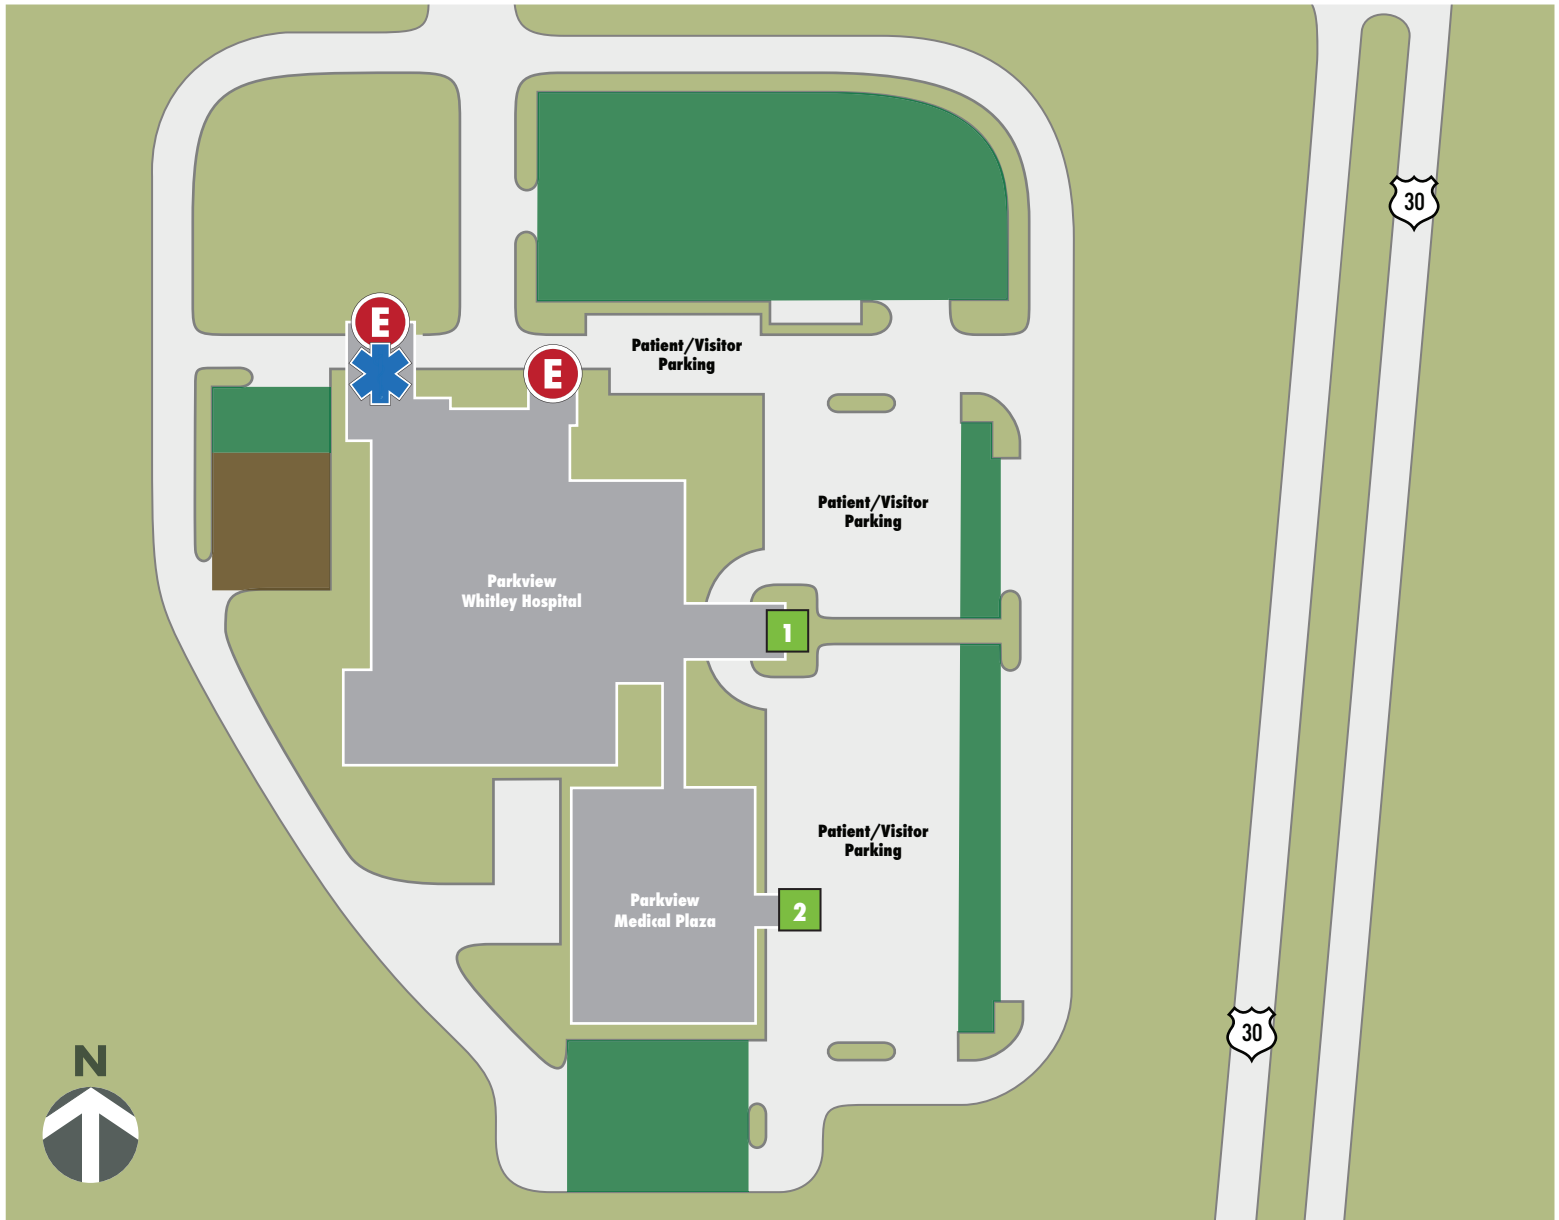 30
E
E
Patient/Visitor
Parking
Patient/Visitor
Parking
Parkview
Whitley Hospital
1
Patient/Visitor
Parking
Parkview
Medical Plaza
2
30
N